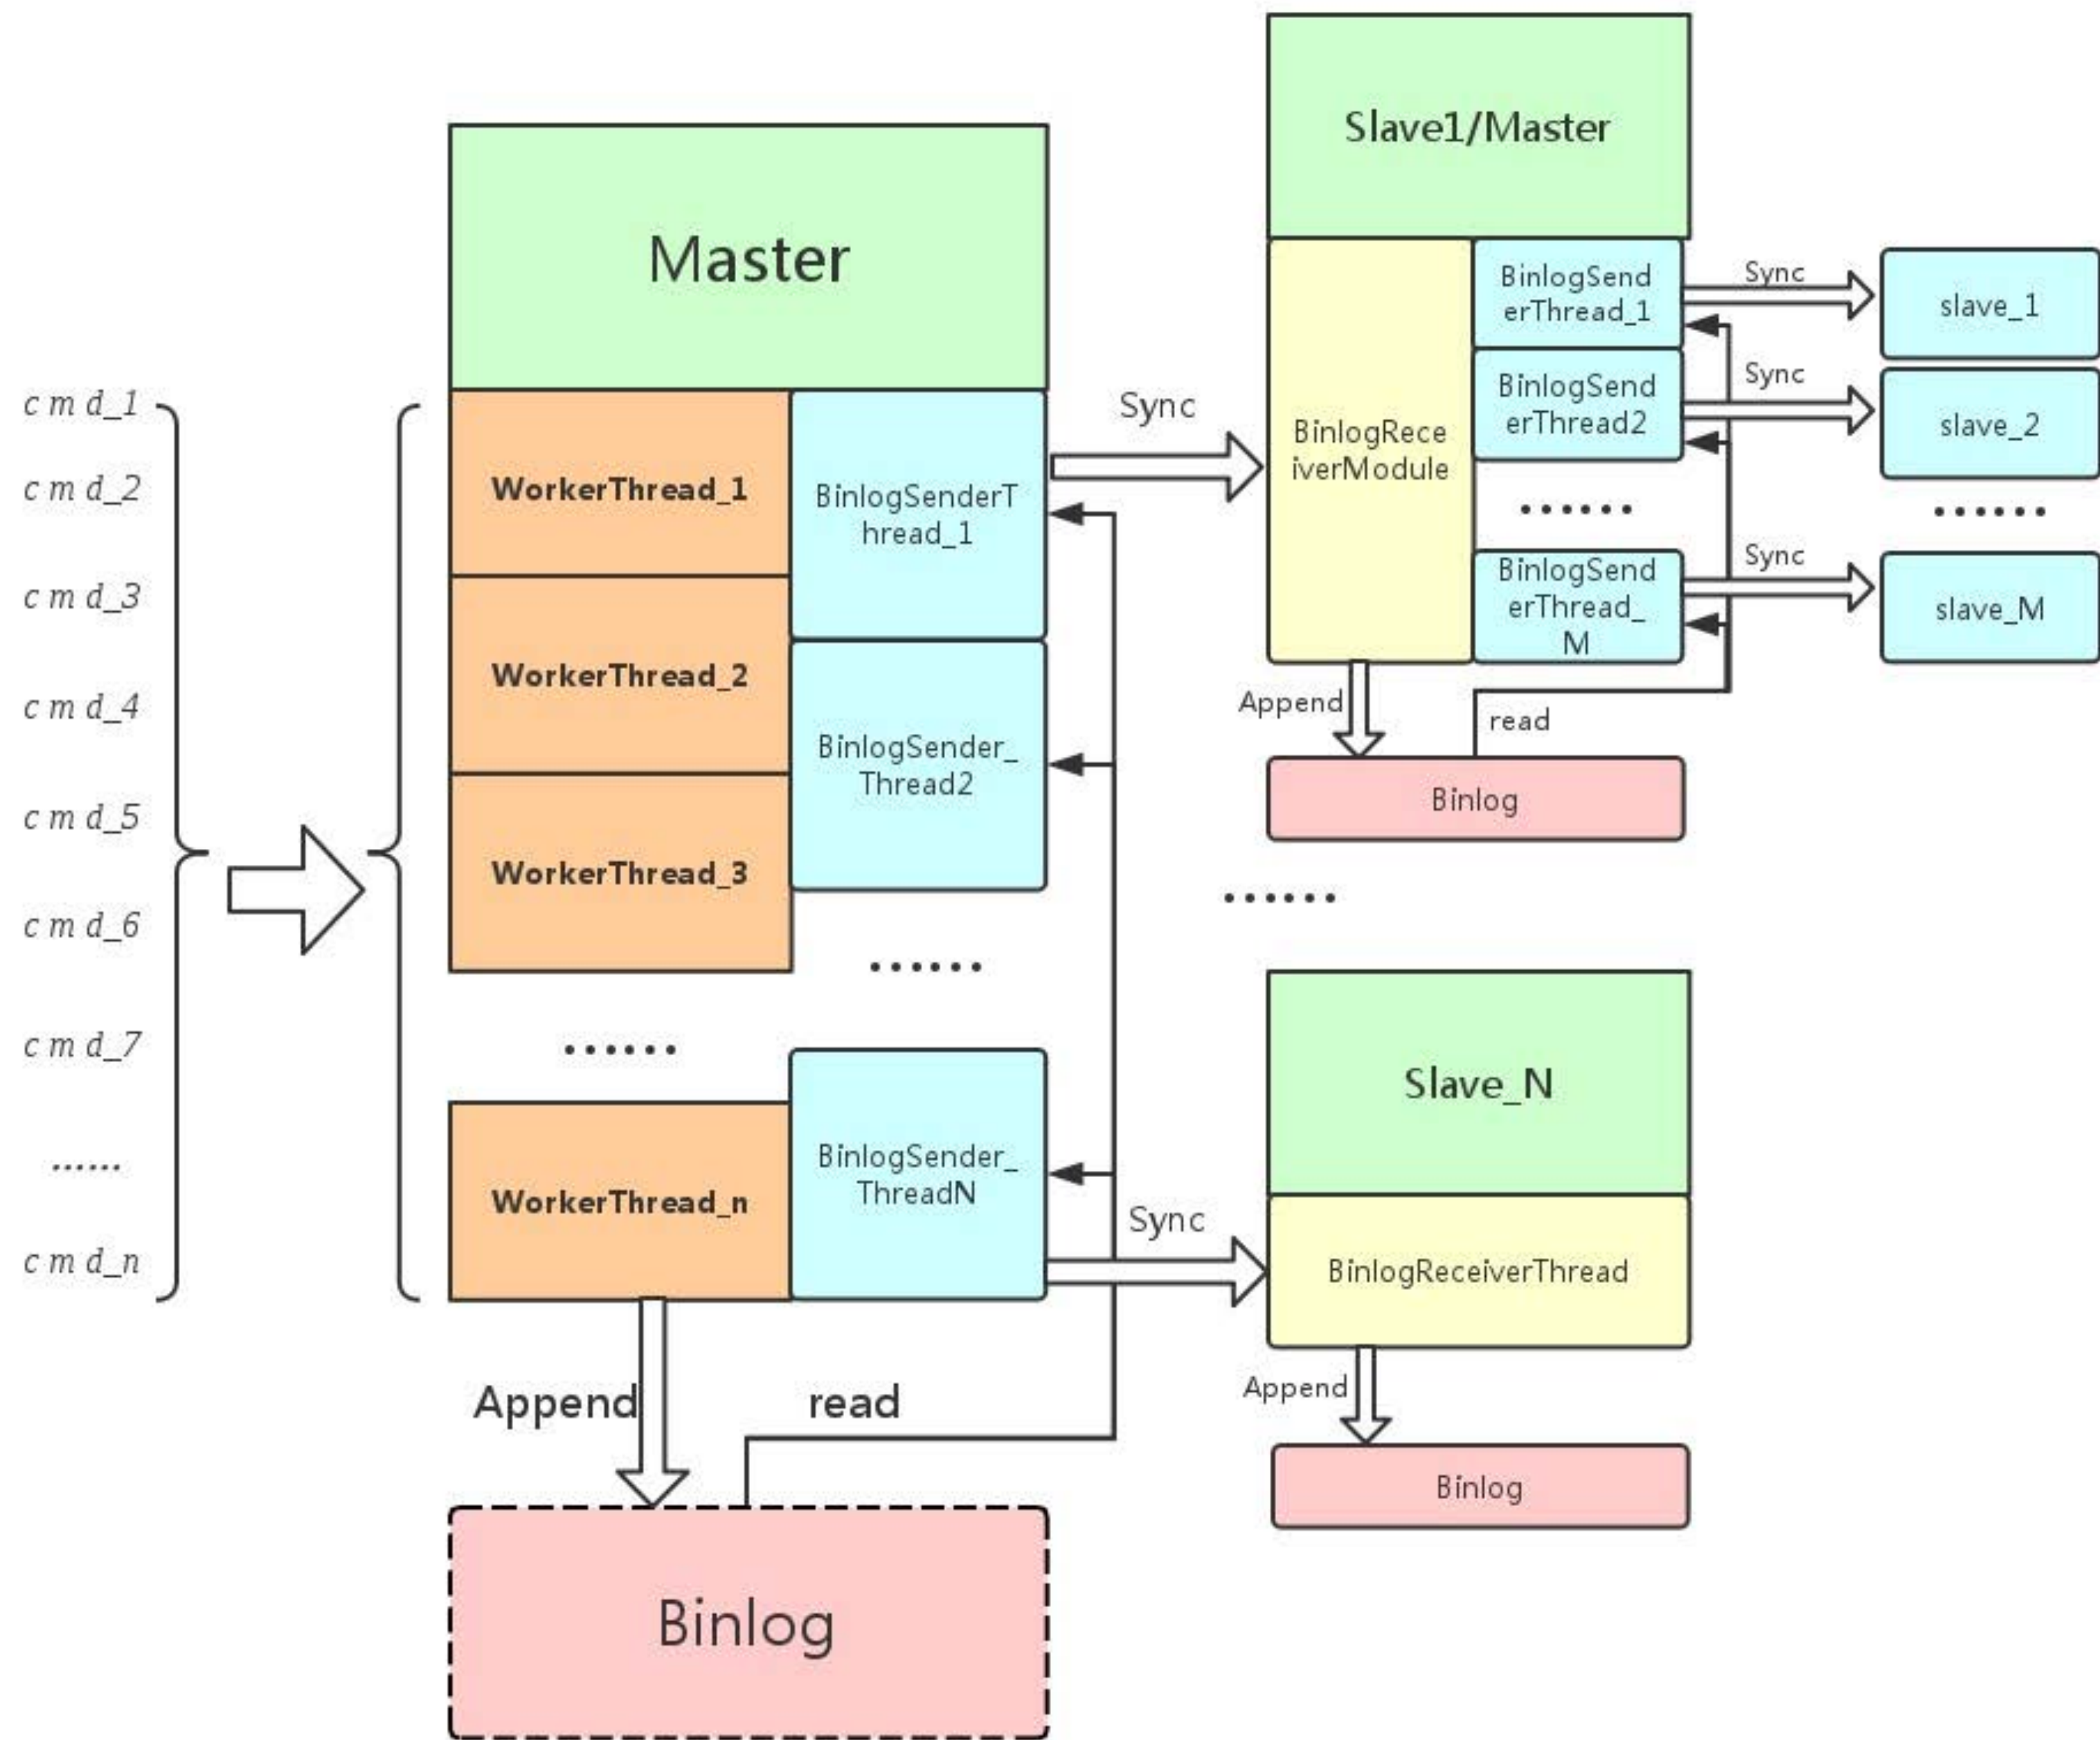 cmd_1
cmd_2
cmd_3
cmd_4
cmd_5
cmd_6
cmd_7
......
cmd_n
Master
WorkerThread_1
WorkerThread_2
WorkerThread_3
......
WorkerThread_n
BinlogSenderT
hread_1
BinlogSender_
Thread2
......
BinlogSender_
ThreadN
Append
read
Binlog
Sync
Sync
Slave1/Master
BinlogRece
iverModule
BinlogSend
erThread_1
BinlogSend
erThread2
......
BinlogSend
erThread_
M
Sync
Sync
Sync
slave_1
slave_2
......
slave_M
Append
read
Binlog
......
Slave_N
BinlogReceiverThread
Append
Binlog